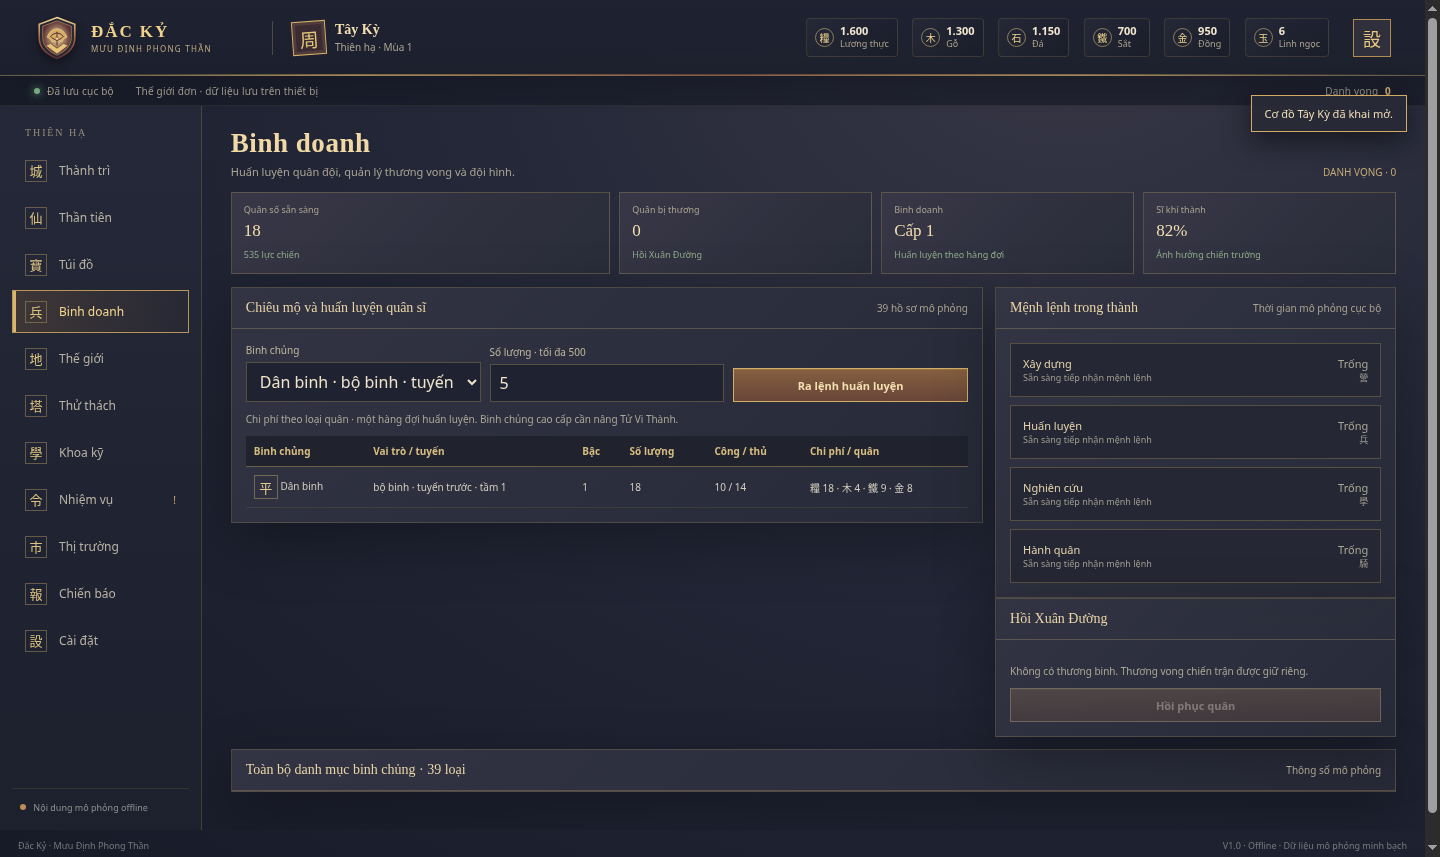 ĐẮC KỶ
MƯU ĐỊNH PHONG THẦN
周
Tây Kỳ
Thiên hạ · Mùa 1
糧 1.600 Lương thực
木 1.300 Gỗ
石 1.150 Đá
鐵 700 Sắt
金 950 Đồng
玉 6 Linh ngọc
設
Đã lưu cục bộ
Thế giới đơn · dữ liệu lưu trên thiết bị
Danh vọng 0
Cơ đồ Tây Kỳ đã khai mở.
THIÊN HẠ
城 Thành trì
仙 Thần tiên
寶 Túi đồ
兵 Binh doanh
地 Thế giới
塔 Thử thách
學 Khoa kỹ
令 Nhiệm vụ !
市 Thị trường
報 Chiến báo
設 Cài đặt
Nội dung mô phỏng offline
Binh doanh
Huấn luyện quân đội, quản lý thương vong và đội hình.
DANH VỌNG · 0
Quân số sẵn sàng
18
535 lực chiến
Quân bị thương
0
Hồi Xuân Đường
Binh doanh
Cấp 1
Huấn luyện theo hàng đợi
Sĩ khí thành
82%
Ảnh hưởng chiến trường
Chiêu mộ và huấn luyện quân sĩ
39 hồ sơ mô phỏng
Binh chủng
Dân binh · bộ binh · tuyến
Số lượng · tối đa 500
5
Ra lệnh huấn luyện
Chi phí theo loại quân · một hàng đợi huấn luyện. Binh chủng cao cấp cần nâng Tử Vi Thành.
Binh chủng Vai trò / tuyến Bậc Số lượng Công / thủ Chi phí / quân
平 Dân binh bộ binh · tuyến trước · tầm 1 1 18 10 / 14 糧 18 · 木 4 · 鐵 9 · 金 8
Mệnh lệnh trong thành
Thời gian mô phỏng cục bộ
Xây dựng Trống
Sẵn sàng tiếp nhận mệnh lệnh 營
Huấn luyện Trống
Sẵn sàng tiếp nhận mệnh lệnh 兵
Nghiên cứu Trống
Sẵn sàng tiếp nhận mệnh lệnh 學
Hành quân Trống
Sẵn sàng tiếp nhận mệnh lệnh 騎
Hồi Xuân Đường
Không có thương binh. Thương vong chiến trận được giữ riêng.
Hồi phục quân
Toàn bộ danh mục binh chủng · 39 loại
Thông số mô phỏng
Đắc Kỷ · Mưu Định Phong Thần
V1.0 · Offline · Dữ liệu mô phỏng minh bạch